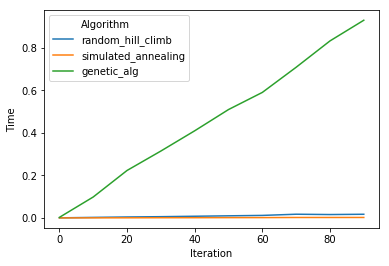 Algorithm
random_hill_climb
simulated_annealing
genetic_alg
Time
0.8
0.6
0.4
0.2
0.0
0 20 40 60 80
Iteration